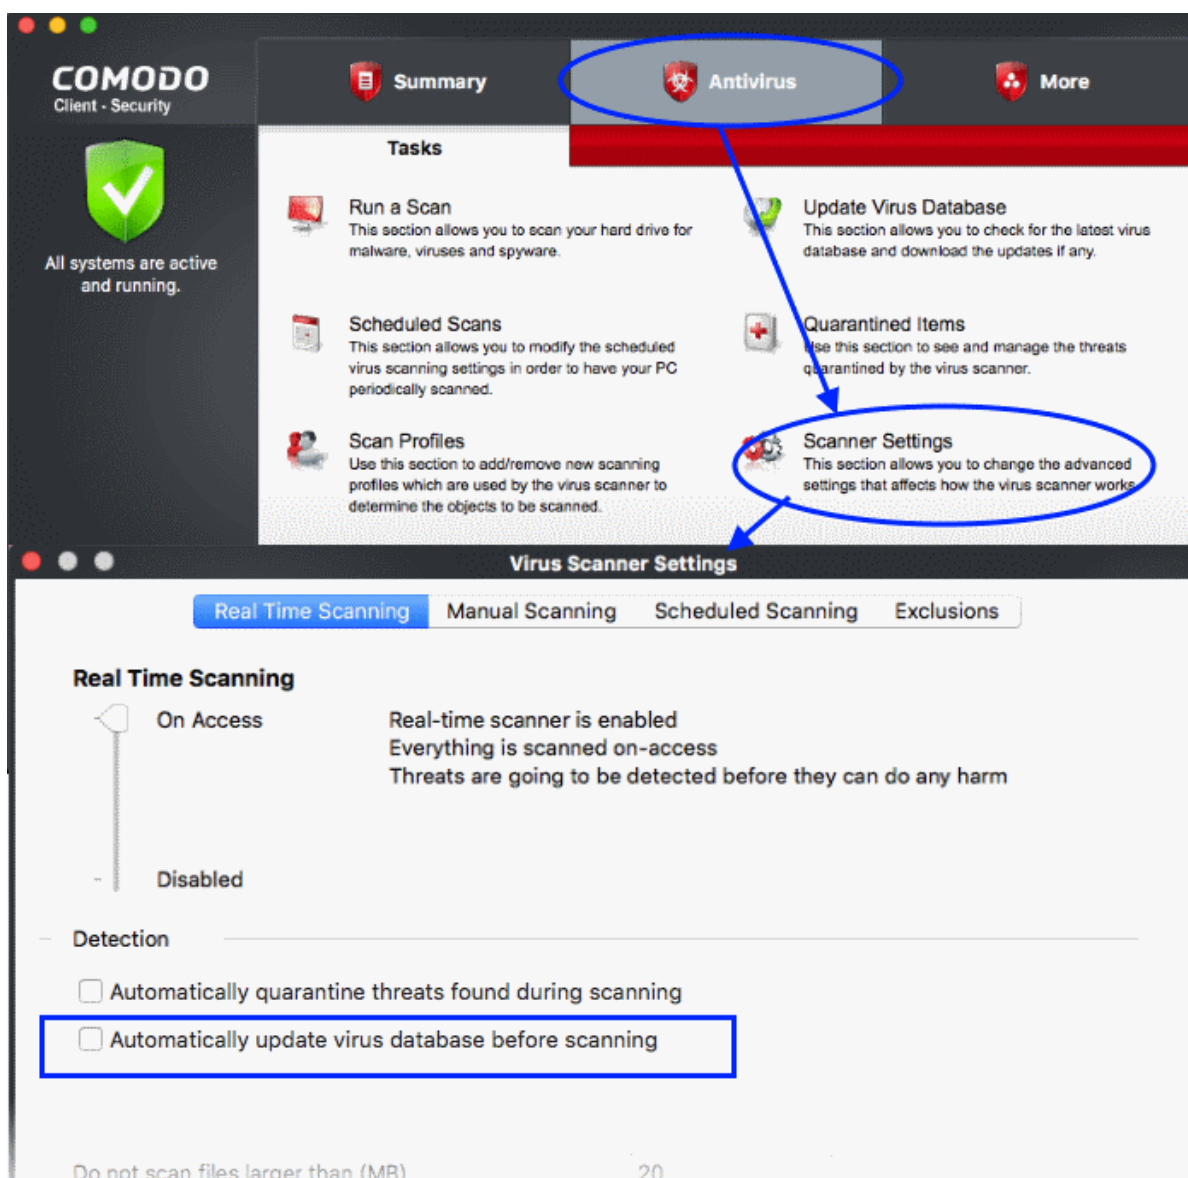 COMODO
Client - Security
Summary
Antivirus
More
Tasks
All systems are active
and running.
Run a Scan
This section allows you to scan your hard drive for
malware, viruses and spyware.
Update Virus Database
This section allows you to check for the latest virus
database and download the updates if any.
Scheduled Scans
This section allows you to modify the scheduled
virus scanning settings in order to have your PC
periodically scanned.
Quarantined Items
Use this section to see and manage the threats
quarantined by the virus scanner.
Scan Profiles
Use this section to add/remove new scanning
profiles which are used by the virus scanner to
determine the objects to be scanned.
Scanner Settings
This section allows you to change the advanced
settings that affects how the virus scanner works
Virus Scanner Settings
Real Time Scanning
Manual Scanning
Scheduled Scanning
Exclusions
Real Time Scanning
On Access
Real-time scanner is enabled
Everything is scanned on-access
Threats are going to be detected before they can do any harm
Disabled
Detection
Automatically quarantine threats found during scanning
Automatically update virus database before scanning
Do not scan files larger than (MB)
20